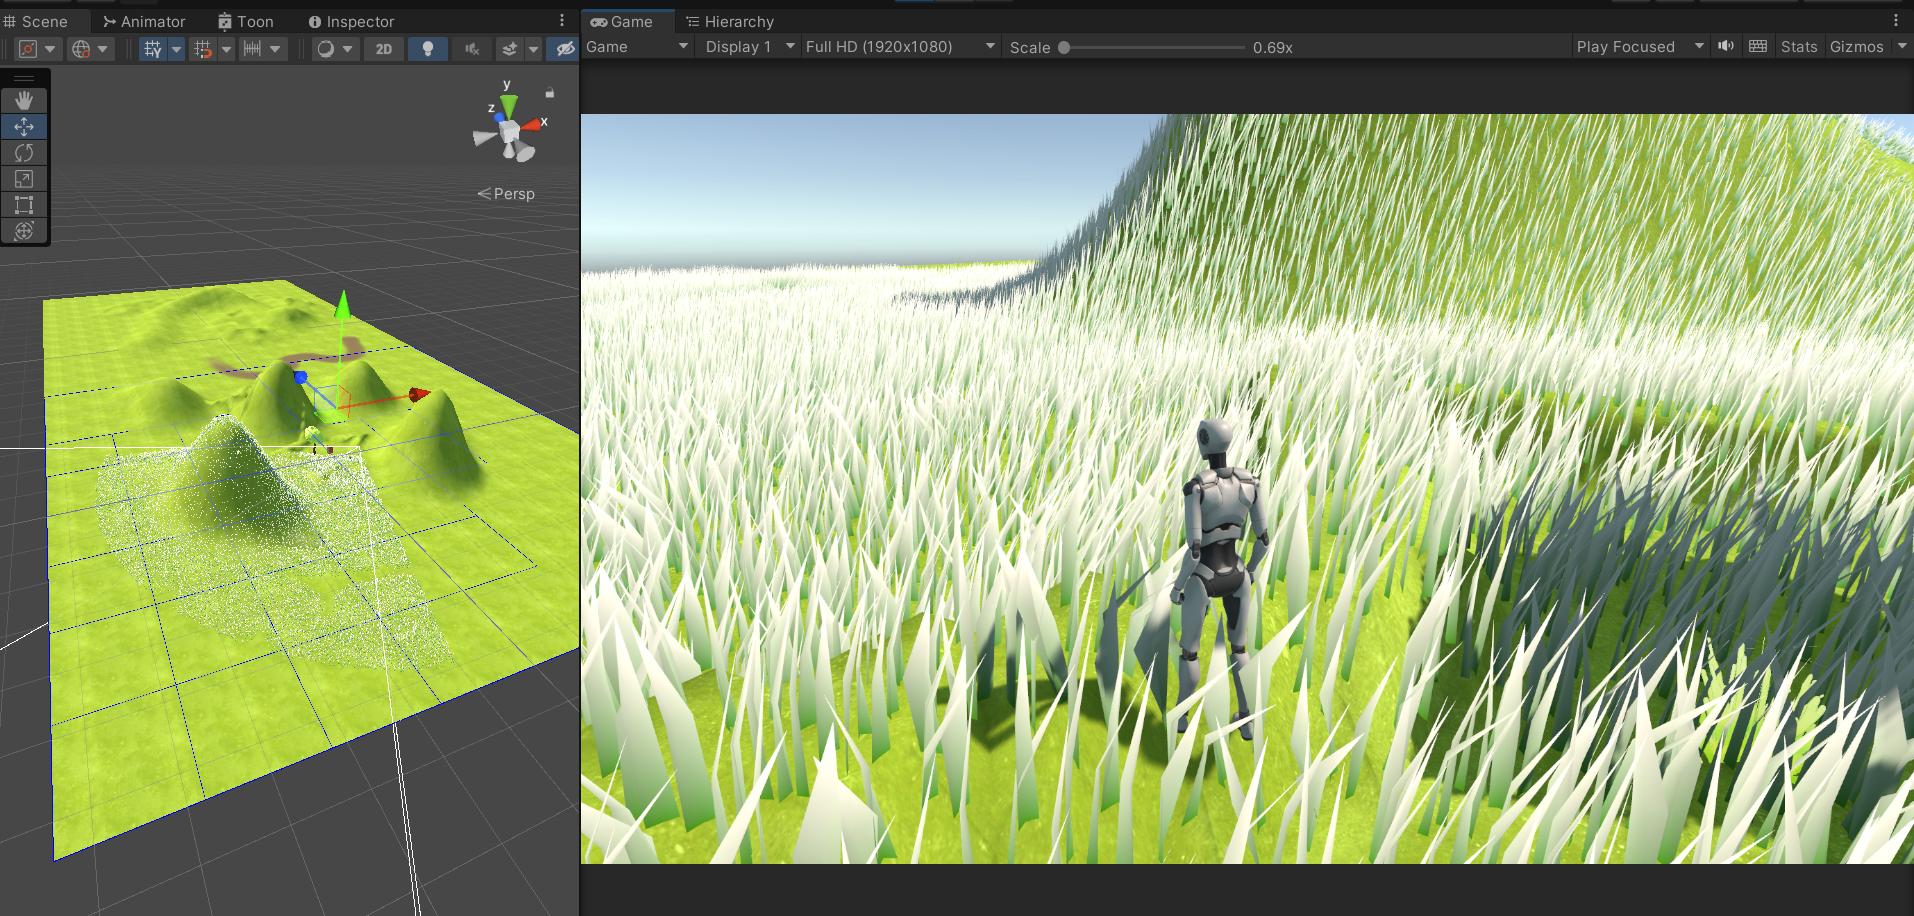 Scene
Animator
Toon
Inspector
2D
y
z
x
Persp
Game
Hierarchy
Game
Display 1
Full HD (1920x1080)
Scale
0.69x
Play Focused
Stats
Gizmos